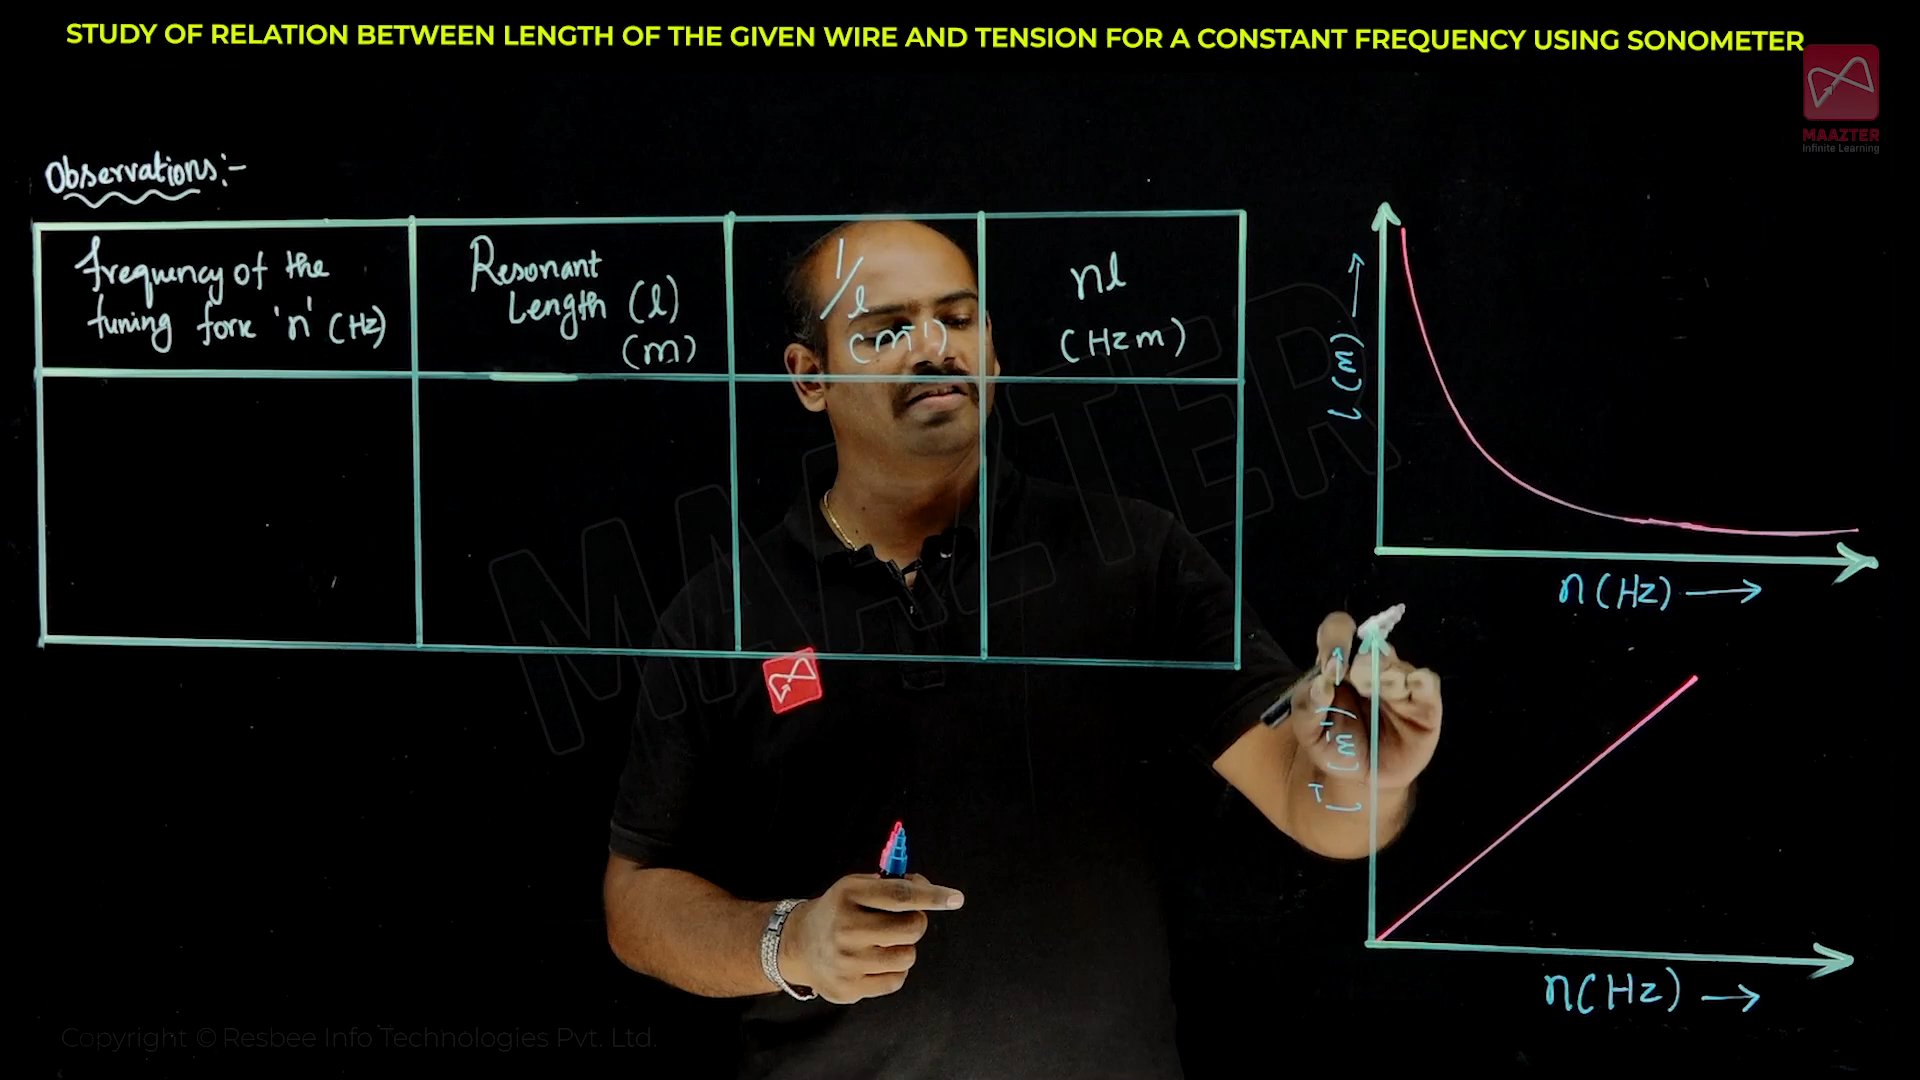 STUDY OF RELATION BETWEEN LENGTH OF THE GIVEN WIRE AND TENSION FOR A CONSTANT FREQUENCY USING SONOMETER
MAAZTER
Infinite Learning
Observations:-
frequency of the
tuning fork 'n' (Hz)
Resonant
Length (l)
(m)
1/l
(m⁻¹)
nl
(Hzm)
l (m) →
n (Hz) →
MAAZTER
l⁻¹ (m⁻¹) →
n (Hz) →
Copyright © Resbee Info Technologies Pvt. Ltd.